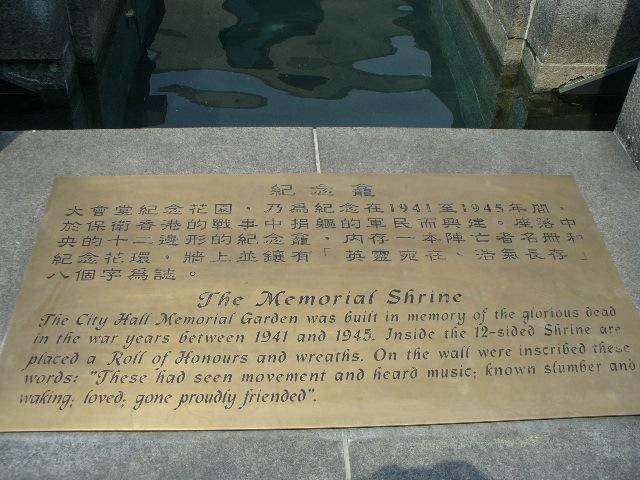 紀念龕
大會堂紀念花園，乃為紀念在1941至1945年間，
於保衛香港的戰事中捐軀的軍民而興建。座落中
央的十二邊形的紀念龕，內存一本陣亡者名冊和
紀念花環。牆上並鑲有「英靈宛在、浩氣長存」
八個字為誌。
The Memorial Shrine
The City Hall Memorial Garden was built in memory of the glorious dead
in the war years between 1941 and 1945. Inside the 12-sided Shrine are
placed a Roll of Honours and wreaths. On the wall were inscribed these
words: "These had seen movement and heard music; known slumber and
waking; loved; gone proudly friended".